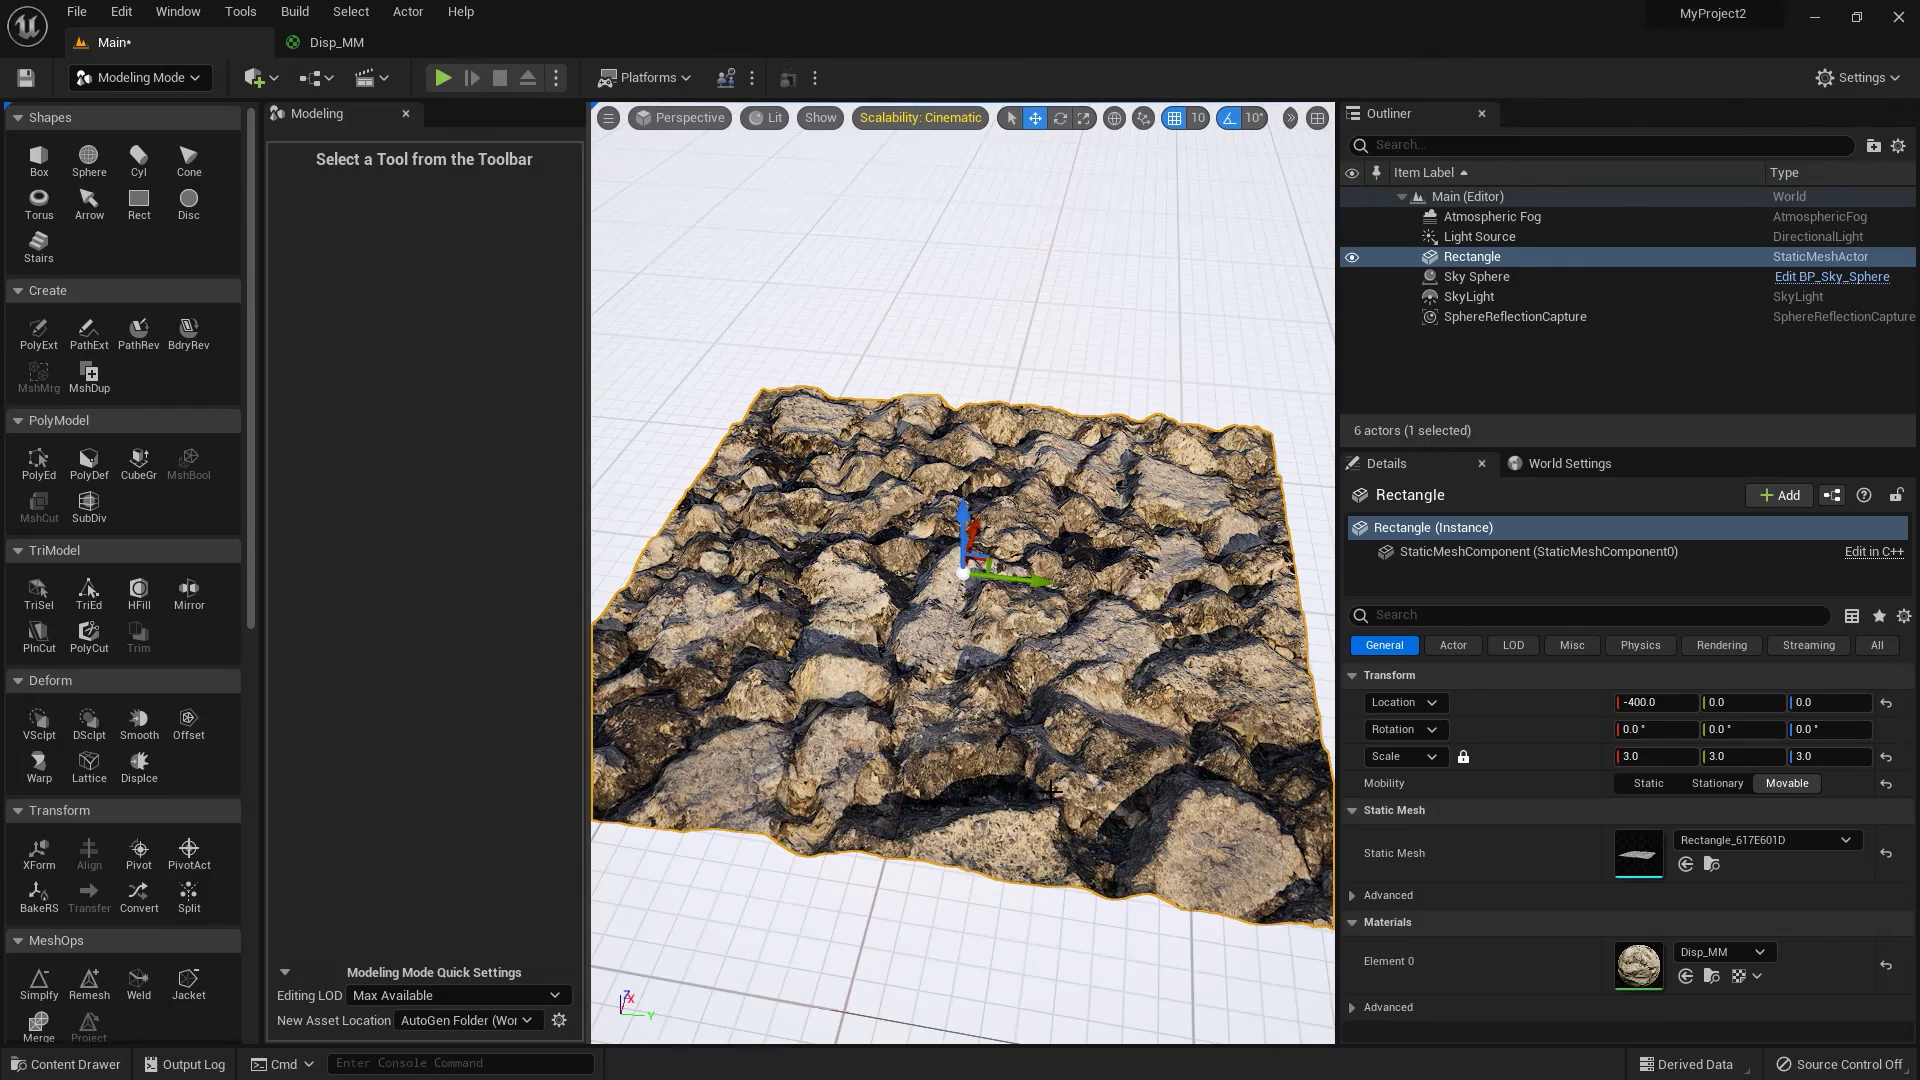 File Edit Window Tools Build Select Actor Help
MyProject2
Main*
Disp_MM
Modeling Mode
Platforms
Settings
Shapes
Box Sphere Cyl Cone
Torus Arrow Rect Disc
Stairs
Create
PolyExt PathExt PathRev BdryRev
MshMrg MshDup
PolyModel
PolyEd PolyDef CubeGr MshBool
MshCut SubDiv
TriModel
TriSel TriEd HFill Mirror
PlnCut PolyCut Trim
Deform
VSclpt DSclpt Smooth Offset
Warp Lattice Displce
Transform
XForm Align Pivot PivotAct
BakeRS Transfer Convert Split
MeshOps
Simplfy Remesh Weld Jacket
Merge Project
Modeling
Select a Tool from the Toolbar
Modeling Mode Quick Settings
Editing LOD Max Available
New Asset Location AutoGen Folder (Wor
Perspective Lit Show Scalability: Cinematic 10 10°
Z
X
Y
Outliner
Search...
Item Label Type
Main (Editor) World
Atmospheric Fog AtmosphericFog
Light Source DirectionalLight
Rectangle StaticMeshActor
Sky Sphere Edit BP_Sky_Sphere
SkyLight SkyLight
SphereReflectionCapture SphereReflectionCapture
6 actors (1 selected)
Details World Settings
Rectangle Add
Rectangle (Instance)
StaticMeshComponent (StaticMeshComponent0) Edit in C++
Search
General Actor LOD Misc Physics Rendering Streaming All
Transform
Location -400.0 0.0 0.0
Rotation 0.0 ° 0.0 ° 0.0 °
Scale 3.0 3.0 3.0
Mobility Static Stationary Movable
Static Mesh
Static Mesh Rectangle_617E601D
Advanced
Materials
Element 0 Disp_MM
Advanced
Content Drawer Output Log Cmd Enter Console Command Derived Data Source Control Off